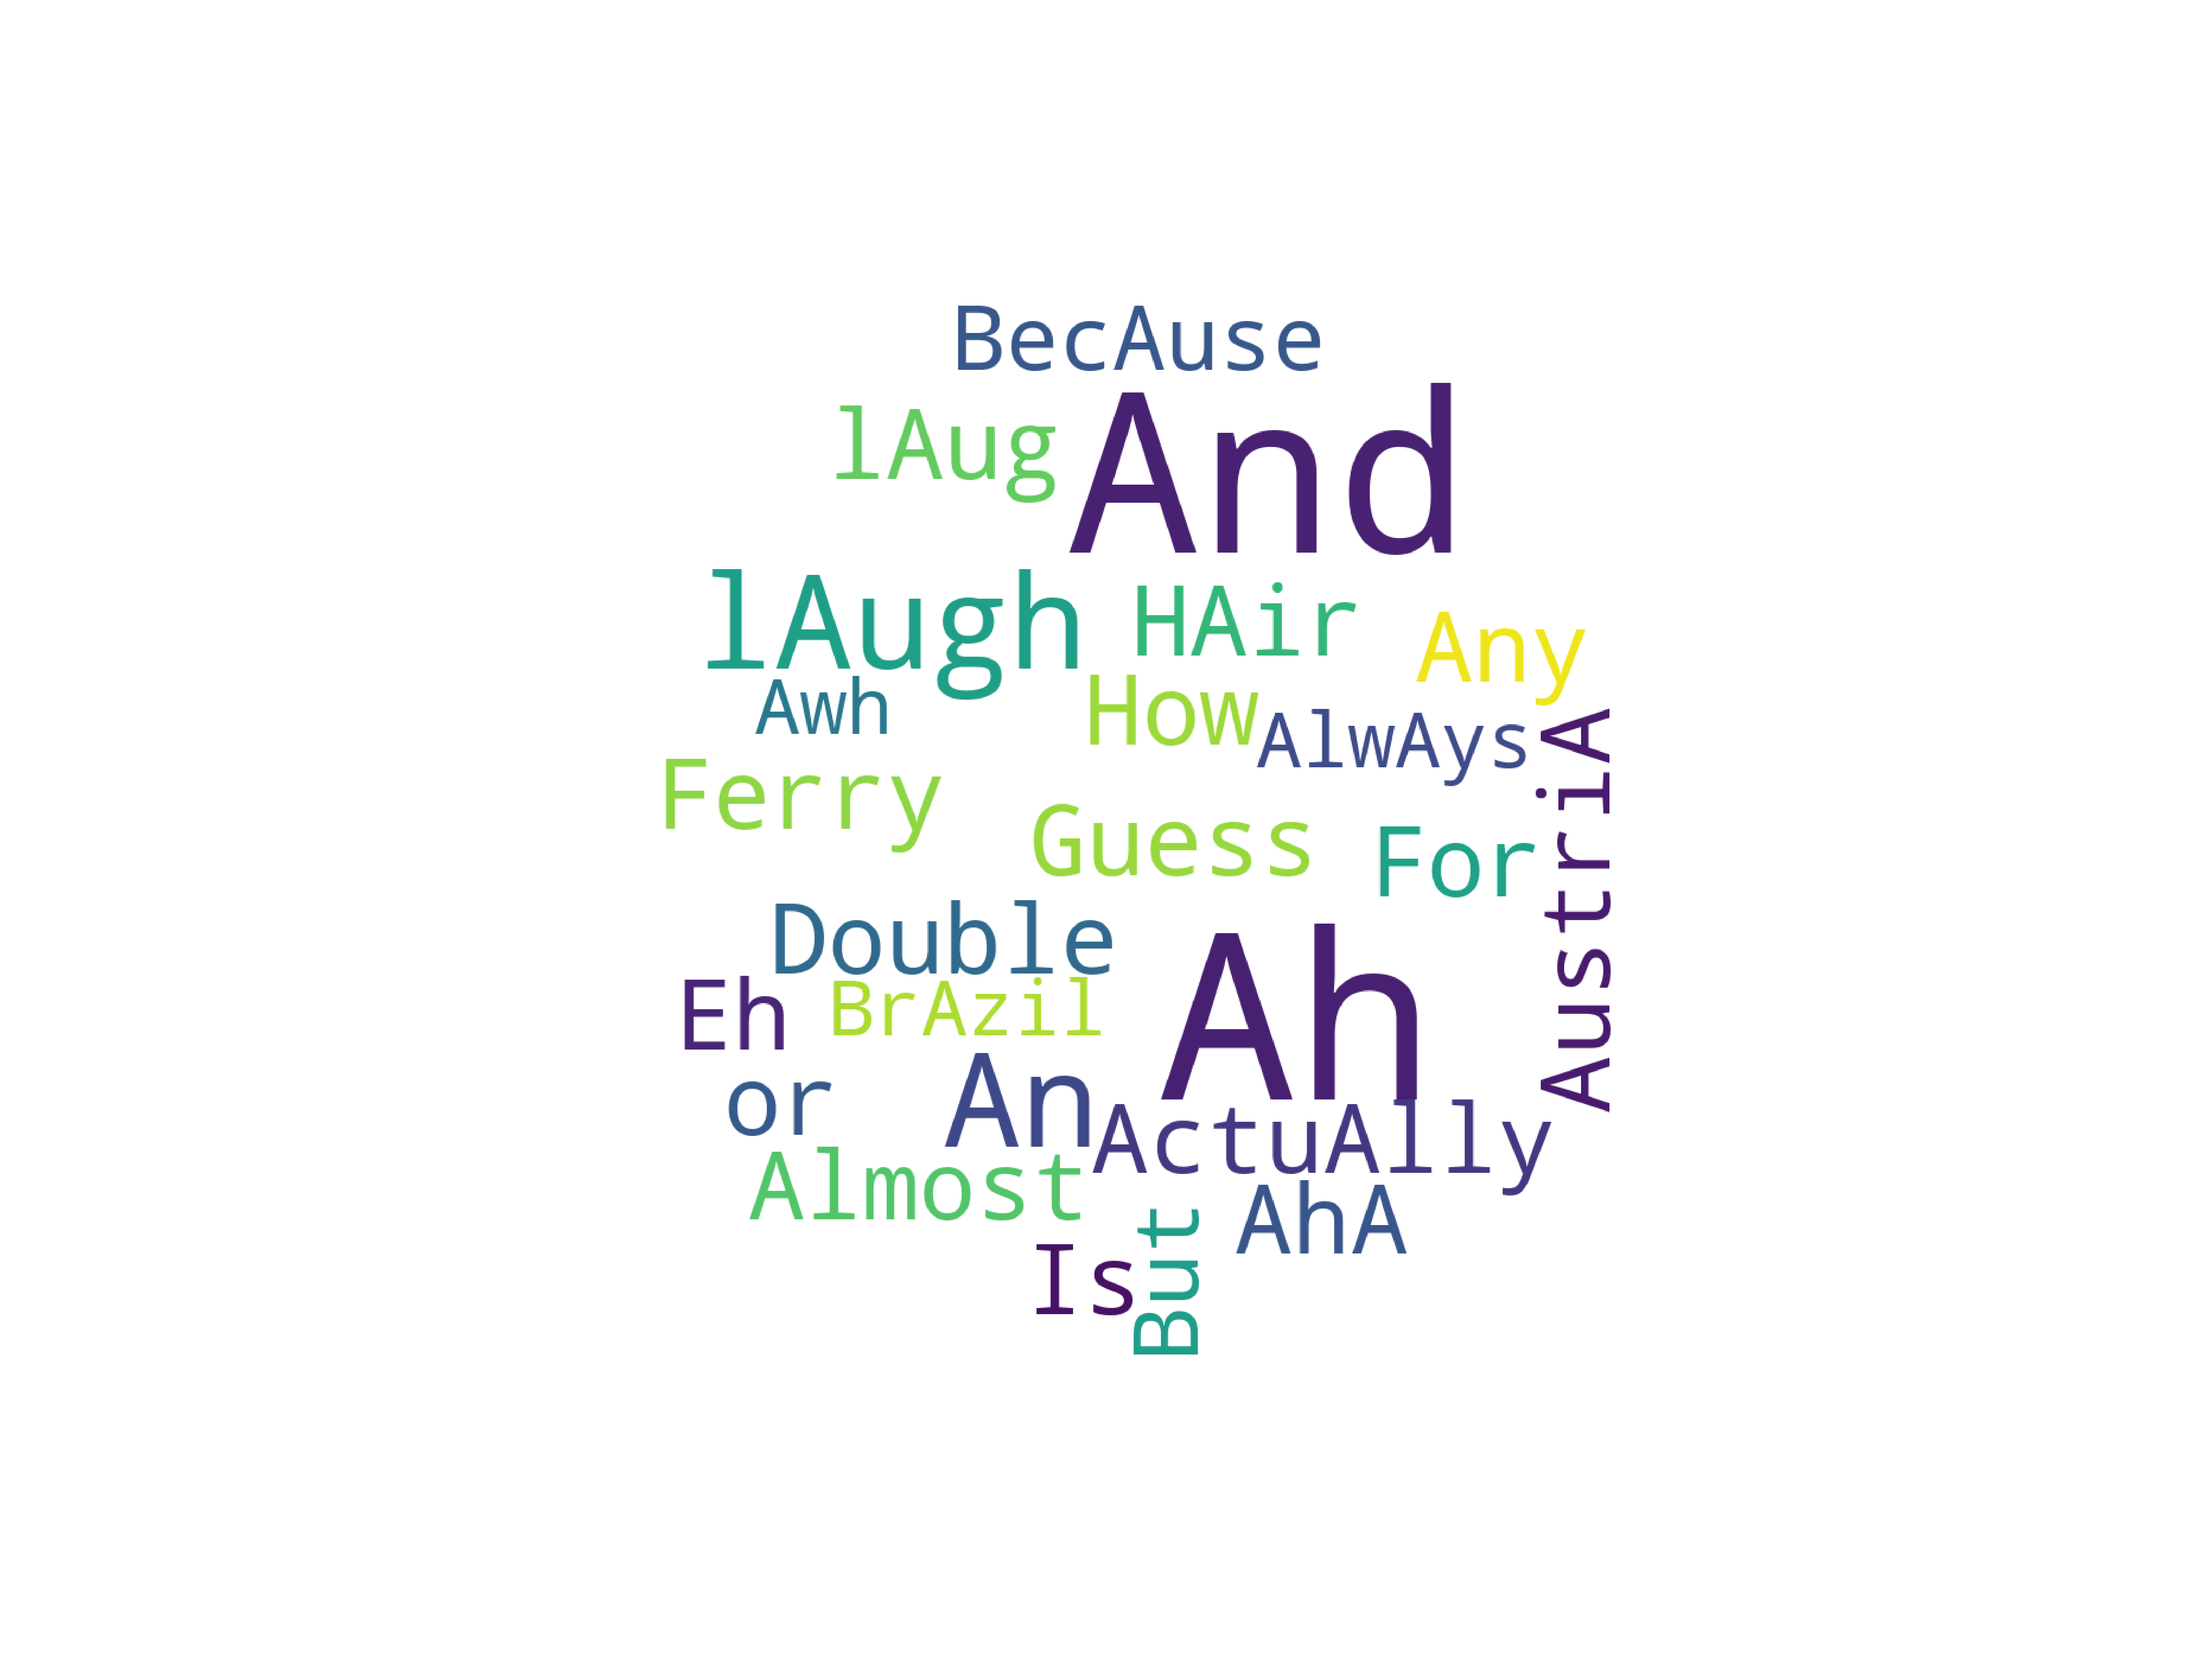 BecAuse
lAug
And
lAugh
HAir
Any
Awh
How
AlwAys
AustriA
Ferry
Guess
For
Double
Ah
Eh
BrAzil
or
An
ActuAlly
Almost
AhA
Is
But